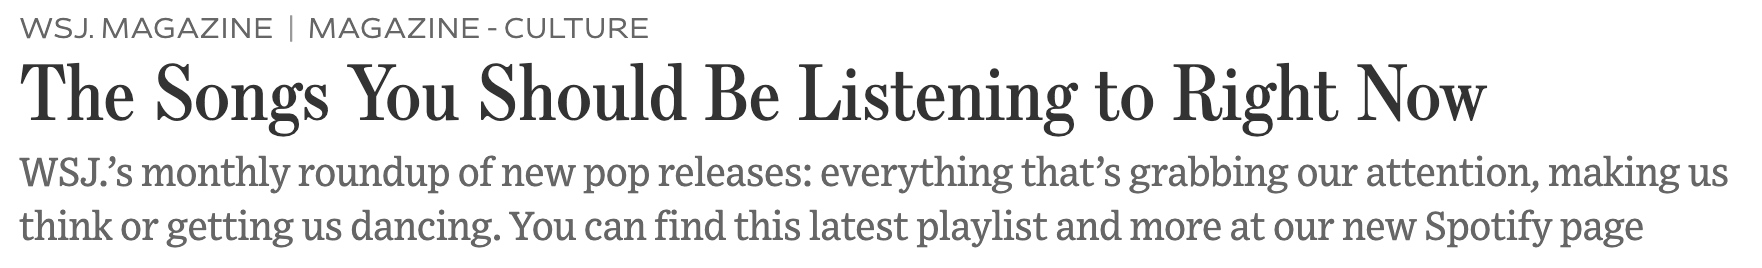 WSJ. MAGAZINE | MAGAZINE - CULTURE
The Songs You Should Be Listening to Right Now
WSJ.’s monthly roundup of new pop releases: everything that’s grabbing our attention, making us
think or getting us dancing. You can find this latest playlist and more at our new Spotify page